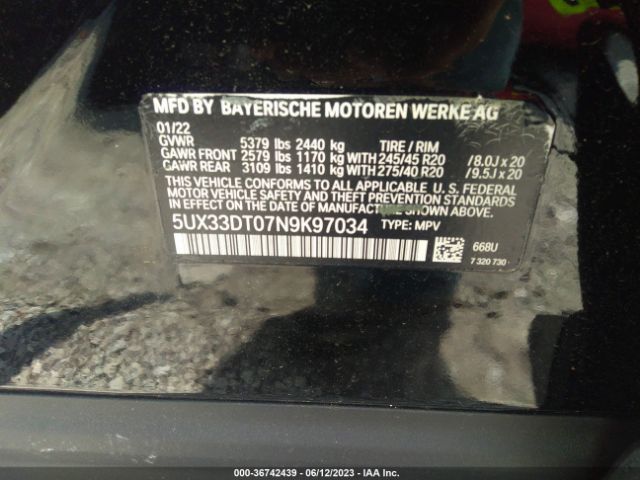 MFD BY BAYERISCHE MOTOREN WERKE AG
01/22
GVWR 5379 lbs 2440 kg TIRE / RIM
GAWR FRONT 2579 lbs 1170 kg WITH 245/45 R20 /8.0J x 20
GAWR REAR 3109 lbs 1410 kg WITH 275/40 R20 /9.5J x 20
THIS VEHICLE CONFORMS TO ALL APPLICABLE U. S. FEDERAL
MOTOR VEHICLE SAFETY AND THEFT PREVENTION STANDARDS
IN EFFECT ON THE DATE OF MANUFACTURE SHOWN ABOVE.
5UX33DT07N9K97034 TYPE: MPV
668U
7 320 730
000-36742439 - 06/12/2023 - IAA Inc.